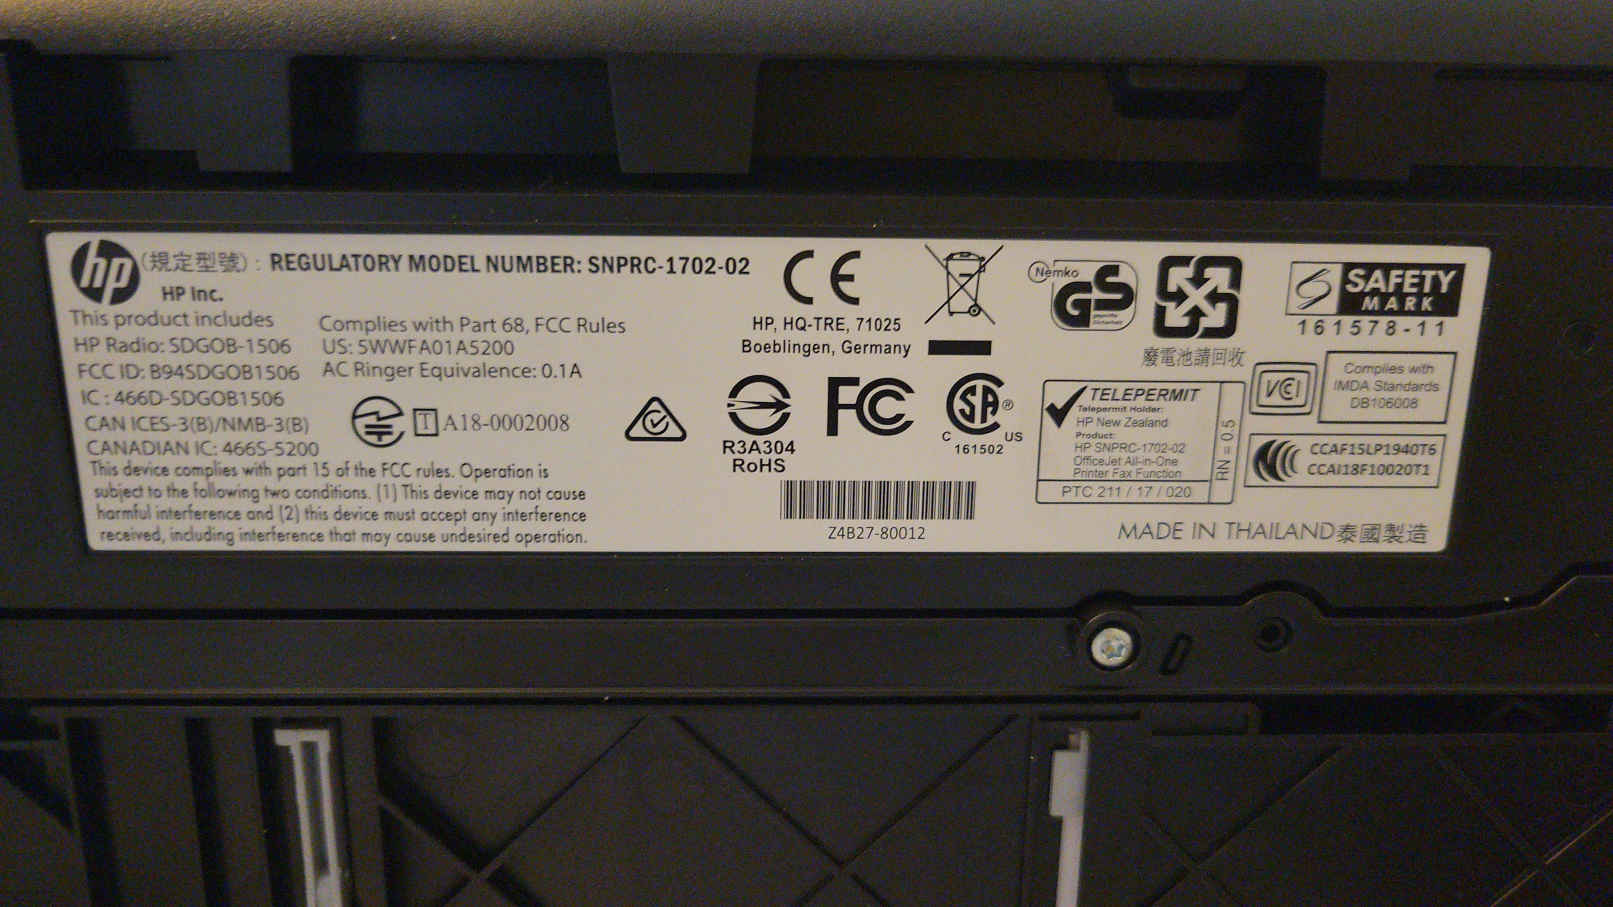 hp (規定型號) : REGULATORY MODEL NUMBER: SNPRC-1702-02
HP Inc.
This product includes
HP Radio: SDGOB-1506
FCC ID: B94SDGOB1506
IC : 466D-SDGOB1506
CAN ICES-3(B)/NMB-3(B)
CANADIAN IC: 466S-5200
Complies with Part 68, FCC Rules
US: 5WWFA01A5200
AC Ringer Equivalence: 0.1A
T A18-0002008
This device complies with part 15 of the FCC rules. Operation is
subject to the following two conditions. (1) This device may not cause
harmful interference and (2) this device must accept any interference
received, including interference that may cause undesired operation.
CE
HP, HQ-TRE, 71025
Boeblingen, Germany
R3A304
RoHS
FC
SA ®
C US
161502
Z4B27-80012
Nemko
GS
geprüfte
Sicherheit
廢電池請回收
SAFETY
MARK
161578-11
TELEPERMIT
Telepermit Holder:
HP New Zealand
Product:
HP SNPRC-1702-02
OfficeJet All-in-One
Printer Fax Function
PTC 211 / 17 / 020
RN = 05
VCI
Complies with
IMDA Standards
DB106008
CCAF15LP1940T6
CCAI18F10020T1
MADE IN THAILAND泰國製造